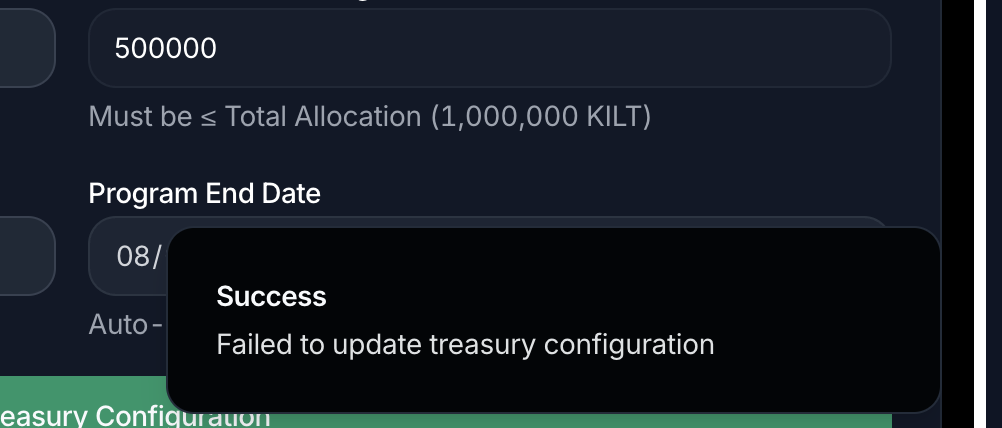 500000
Must be ≤ Total Allocation (1,000,000 KILT)
Program End Date
08/
Auto-
Success
Failed to update treasury configuration
easury Configuration